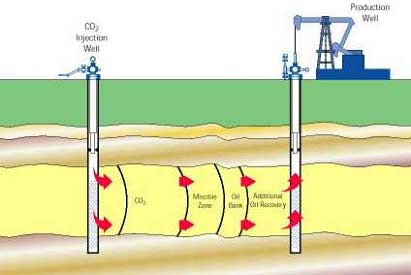 CO₂
Injection
Well
Production
Well
CO₂
Miscible
Zone
Oil
Bank
Additional
Oil Recovery